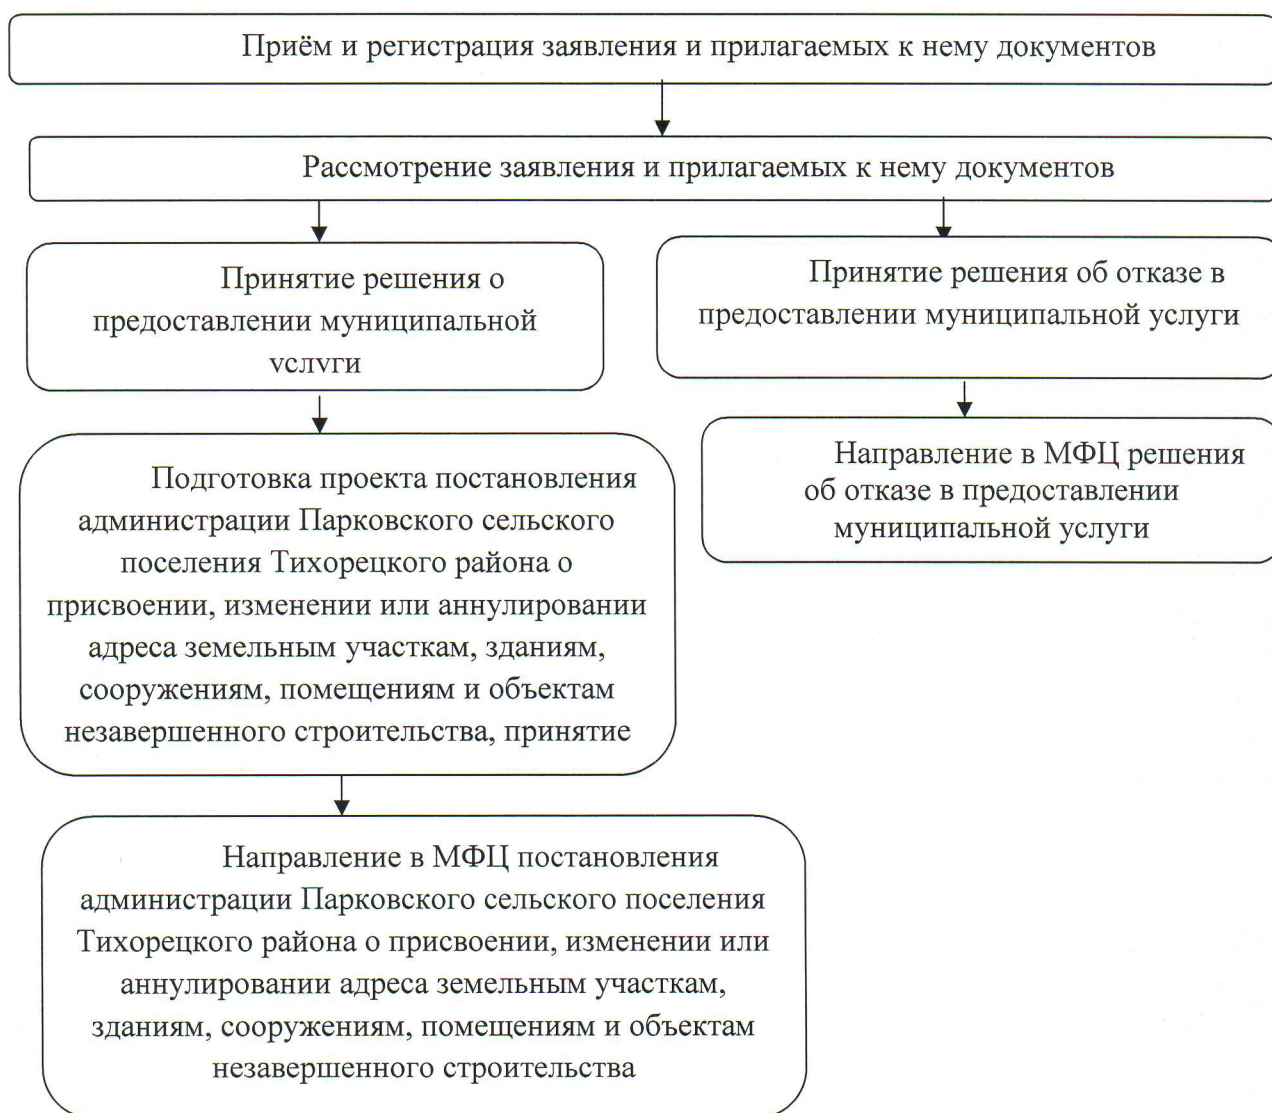 Приём и регистрация заявления и прилагаемых к нему документов
Рассмотрение заявления и прилагаемых к нему документов
Принятие решения о
предоставлении муниципальной
услуги
Принятие решения об отказе в
предоставлении муниципальной услуги
Подготовка проекта постановления
администрации Парковского сельского
поселения Тихорецкого района о
присвоении, изменении или аннулировании
адреса земельным участкам, зданиям,
сооружениям, помещениям и объектам
незавершенного строительства, принятие
Направление в МФЦ решения
об отказе в предоставлении
муниципальной услуги
Направление в МФЦ постановления
администрации Парковского сельского поселения
Тихорецкого района о присвоении, изменении или
аннулировании адреса земельным участкам,
зданиям, сооружениям, помещениям и объектам
незавершенного строительства